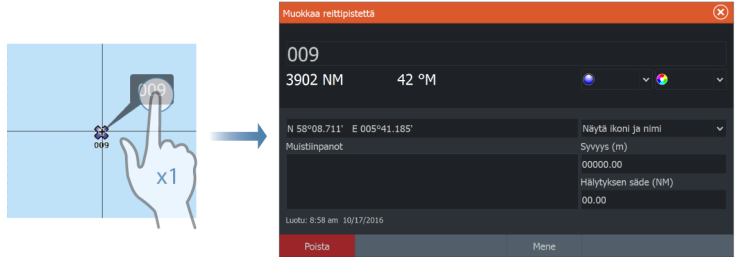 009
009
x1
Muokkaa reittipistettä
009
3902 NM 42 °M
N 58°08.711' E 005°41.185' Näytä ikoni ja nimi
Muistiinpanot Syvyys (m)
00000.00
Hälytyksen säde (NM)
00.00
Luotu: 8:58 am 10/17/2016
Poista Mene